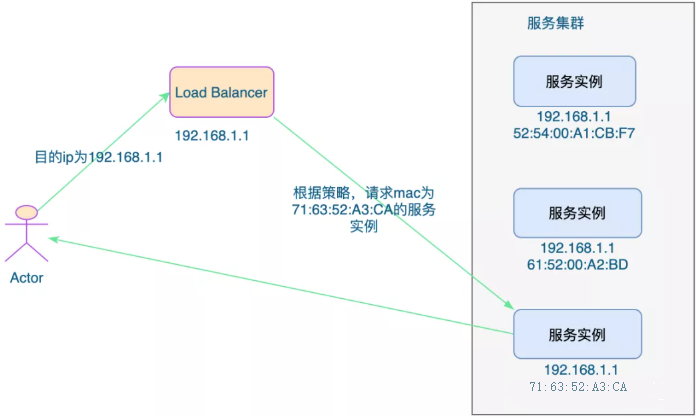 服务集群
服务实例
192.168.1.1
52:54:00:A1:CB:F7
Load Balancer
192.168.1.1
目的ip为192.168.1.1
根据策略，请求mac为
71:63:52:A3:CA的服务
实例
服务实例
192.168.1.1
61:52:00:A2:BD
Actor
服务实例
192.168.1.1
71:63:52:A3:CA